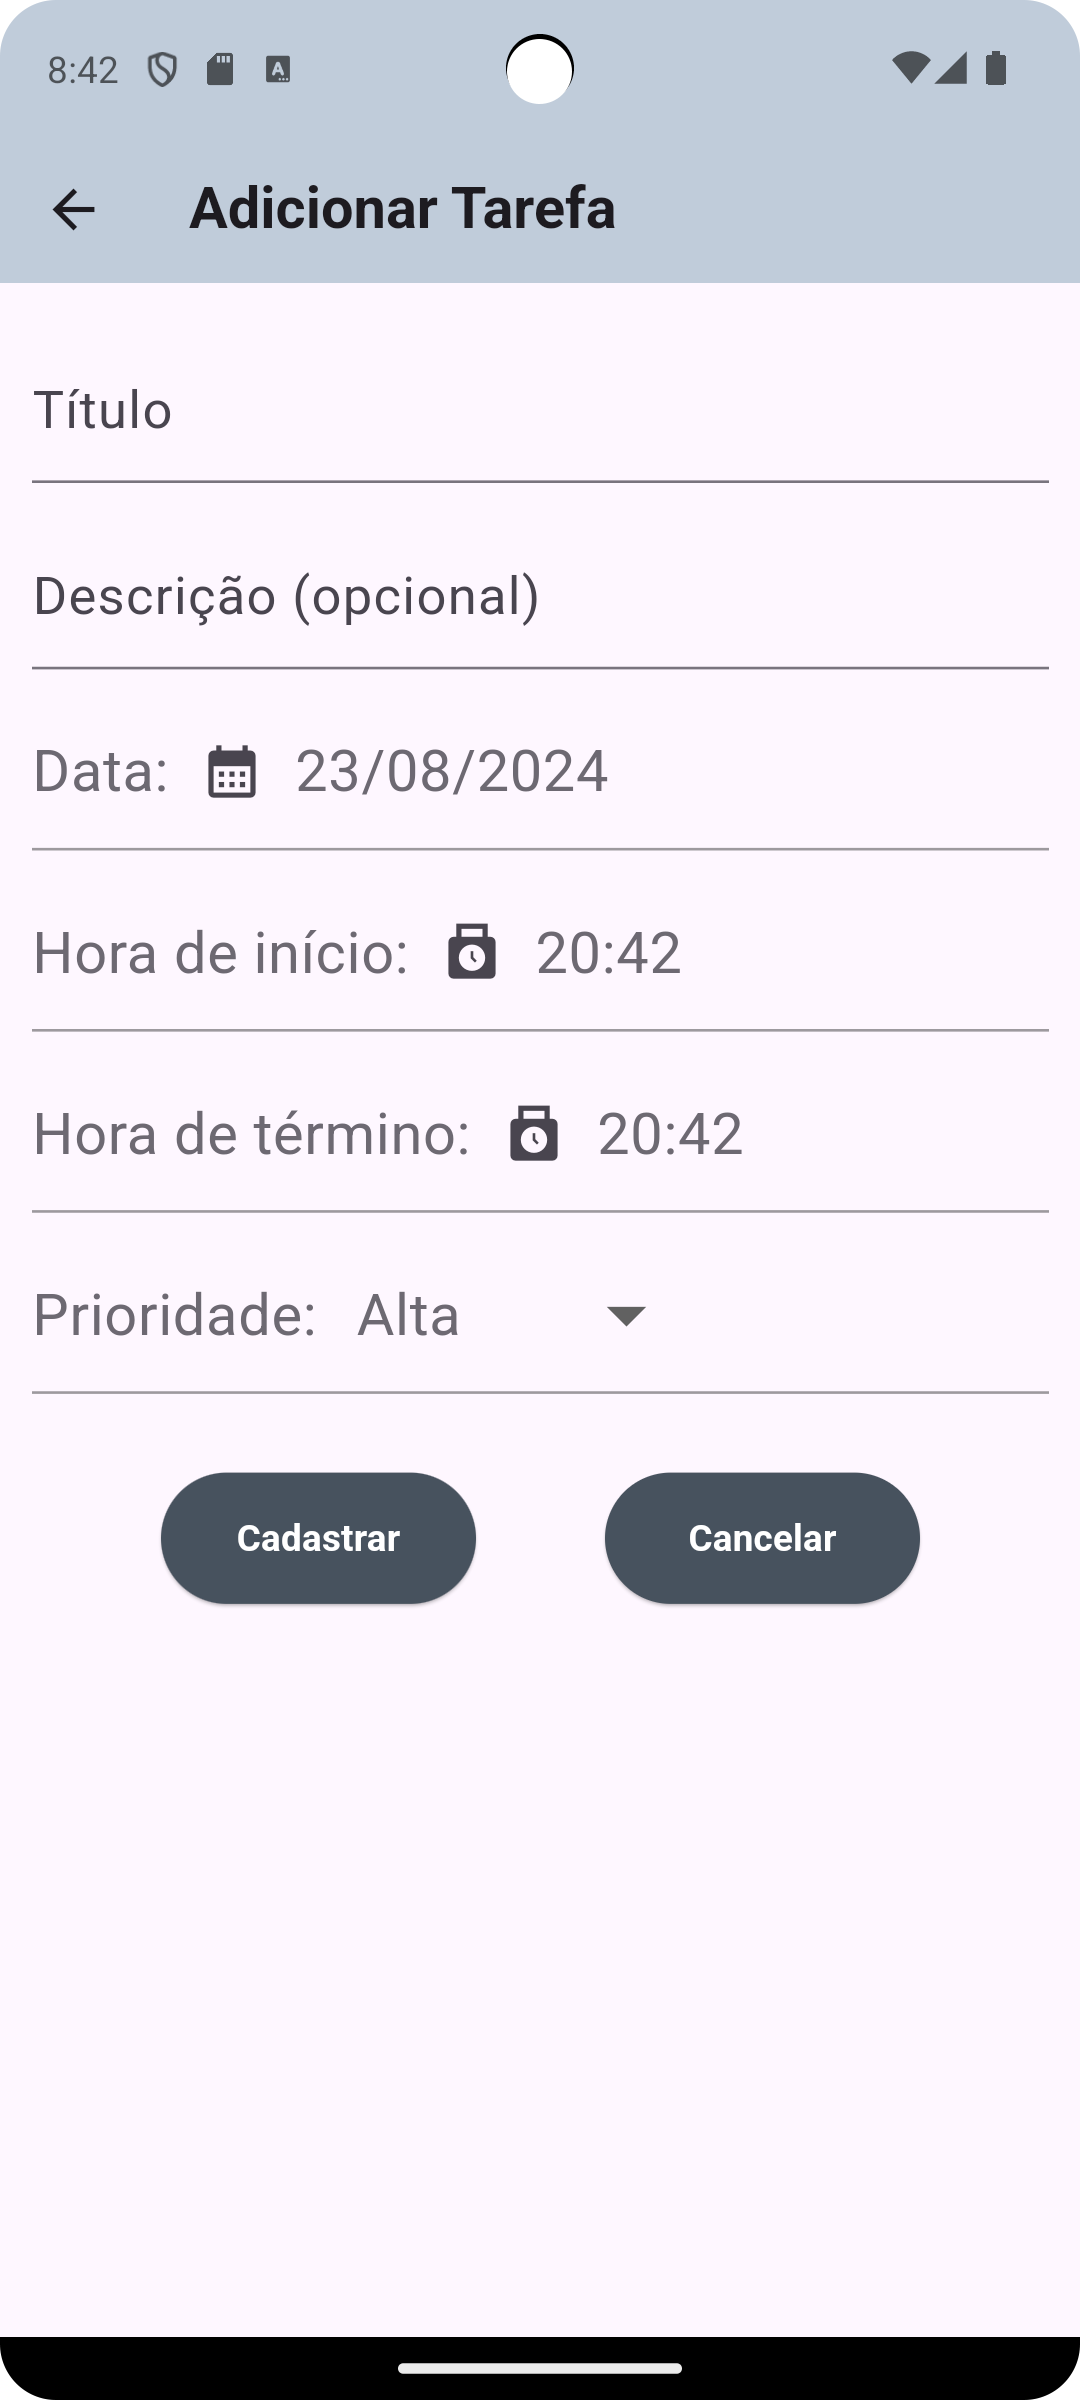 8:42
Adicionar Tarefa
Título
Descrição (opcional)
Data: 23/08/2024
Hora de início: 20:42
Hora de término: 20:42
Prioridade: Alta
Cadastrar Cancelar